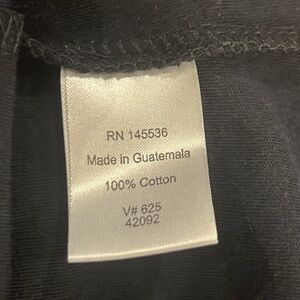 RN 145536
Made in Guatemala
100% Cotton
V# 625
42092